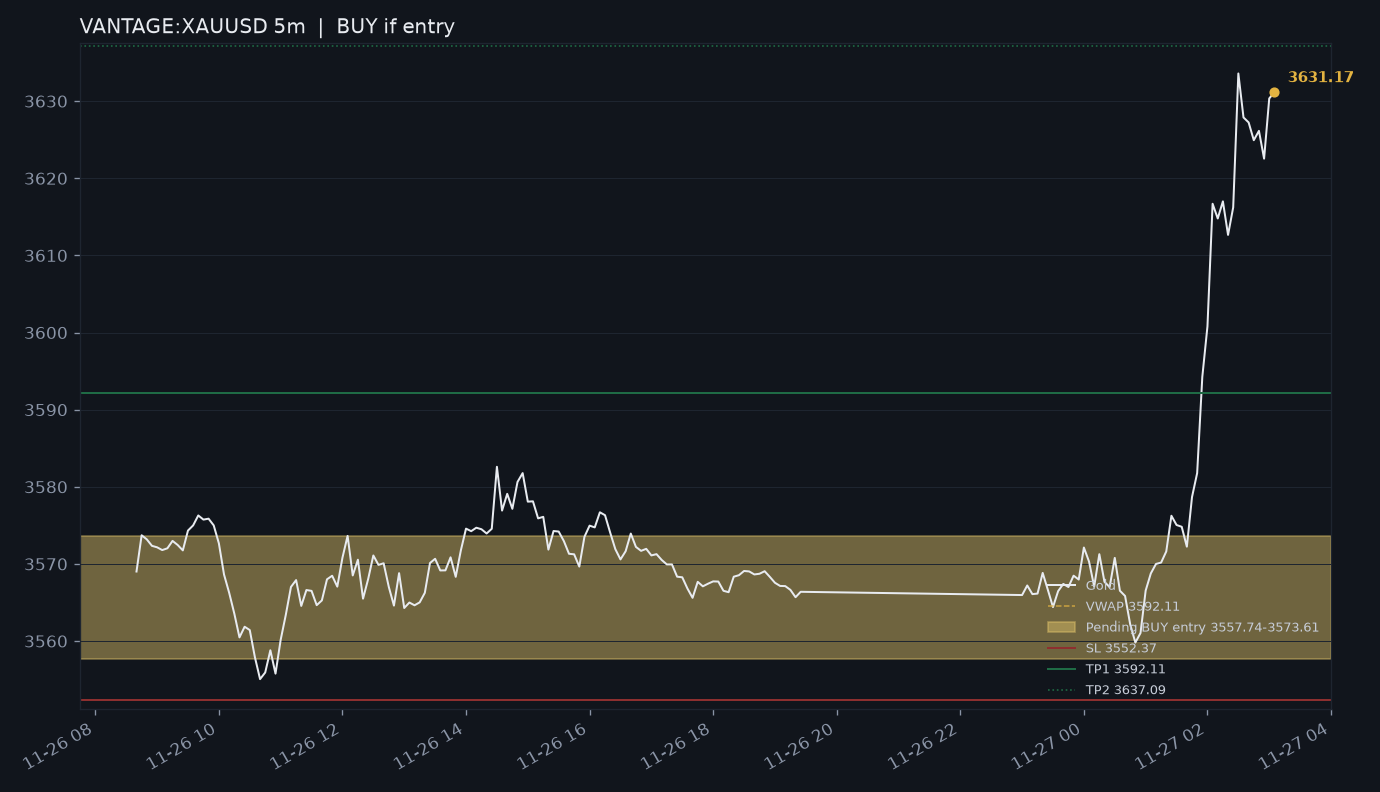 VANTAGE:XAUUSD 5m | BUY if entry
3631.17
3630
3620
3610
3600
3590
3580
3570
3560
Gold
VWAP 3592.11
Pending BUY entry 3557.74-3573.61
SL 3552.37
TP1 3592.11
TP2 3637.09
11-26 08
11-26 10
11-26 12
11-26 14
11-26 16
11-26 18
11-26 20
11-26 22
11-27 00
11-27 02
11-27 04